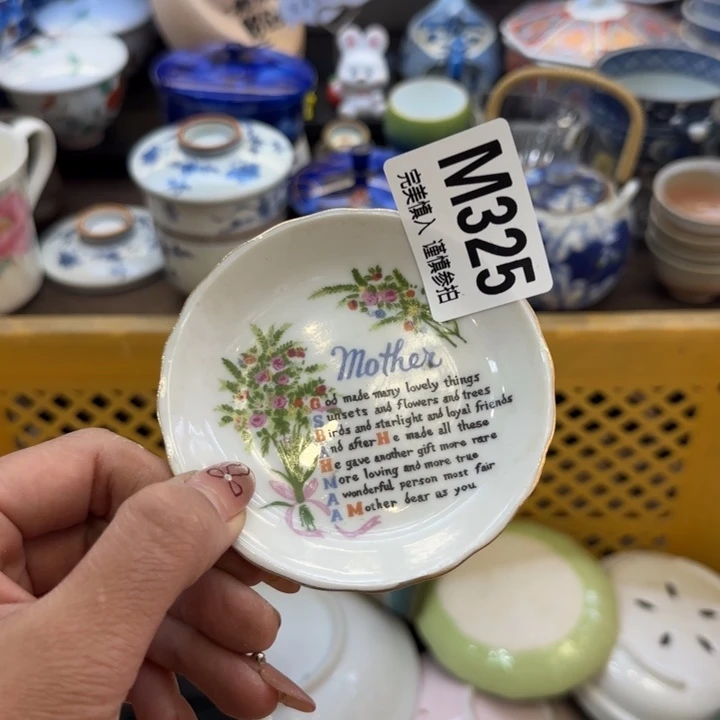 M325
完美慎入 谨慎参拍
Mother
God made many lovely things
Sunsets and flowers and trees
Birds and starlight and loyal friends
And after He made all these
He gave another gift more rare
More loving and more true
A wonderful person most fair
A Mother dear as you